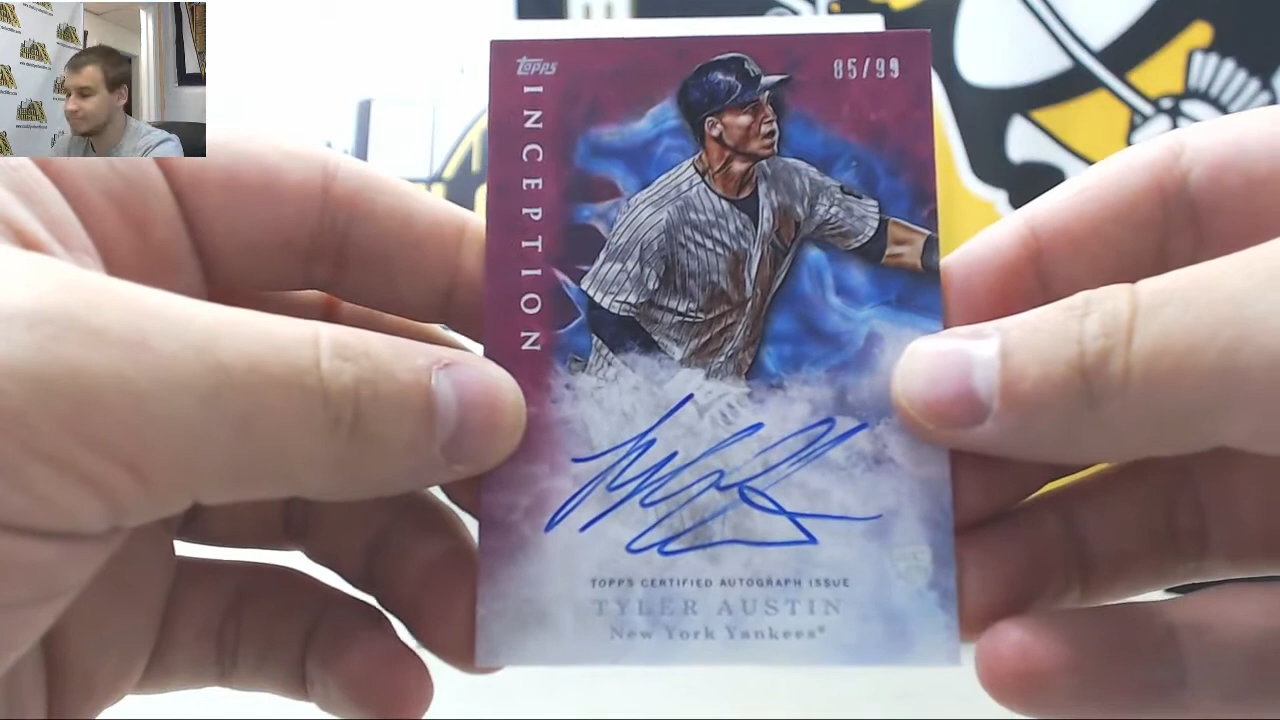 Topps
85/99
INCEPTION
TOPPS CERTIFIED AUTOGRAPH ISSUE
TYLER AUSTIN
New York Yankees®